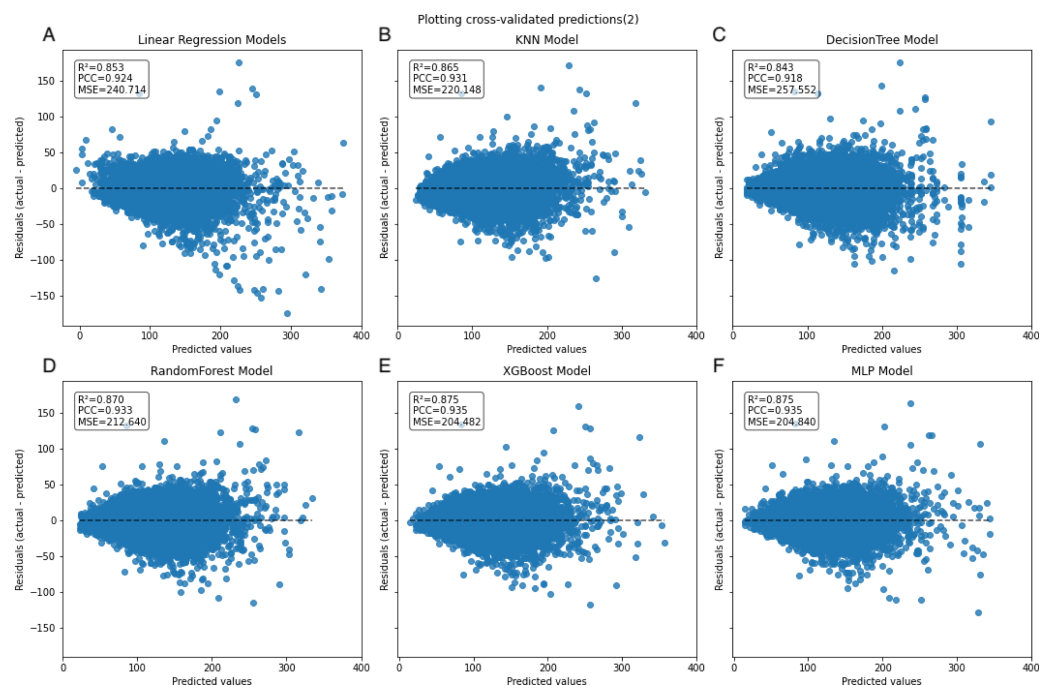 Plotting cross-validated predictions(2)
A
Linear Regression Models
R²=0.853
PCC=0.924
MSE=240.714
Residuals (actual - predicted)
150
100
50
0
−50
−100
−150
0
100
200
300
400
Predicted values
B
KNN Model
R²=0.865
PCC=0.931
MSE=220.148
Residuals (actual - predicted)
0
100
200
300
400
Predicted values
C
DecisionTree Model
R²=0.843
PCC=0.918
MSE=257.552
Residuals (actual - predicted)
0
100
200
300
400
Predicted values
D
RandomForest Model
R²=0.870
PCC=0.933
MSE=212.640
Residuals (actual - predicted)
150
100
50
0
−50
−100
−150
0
100
200
300
400
Predicted values
E
XGBoost Model
R²=0.875
PCC=0.935
MSE=204.482
Residuals (actual - predicted)
0
100
200
300
400
Predicted values
F
MLP Model
R²=0.875
PCC=0.935
MSE=204.840
Residuals (actual - predicted)
0
100
200
300
400
Predicted values